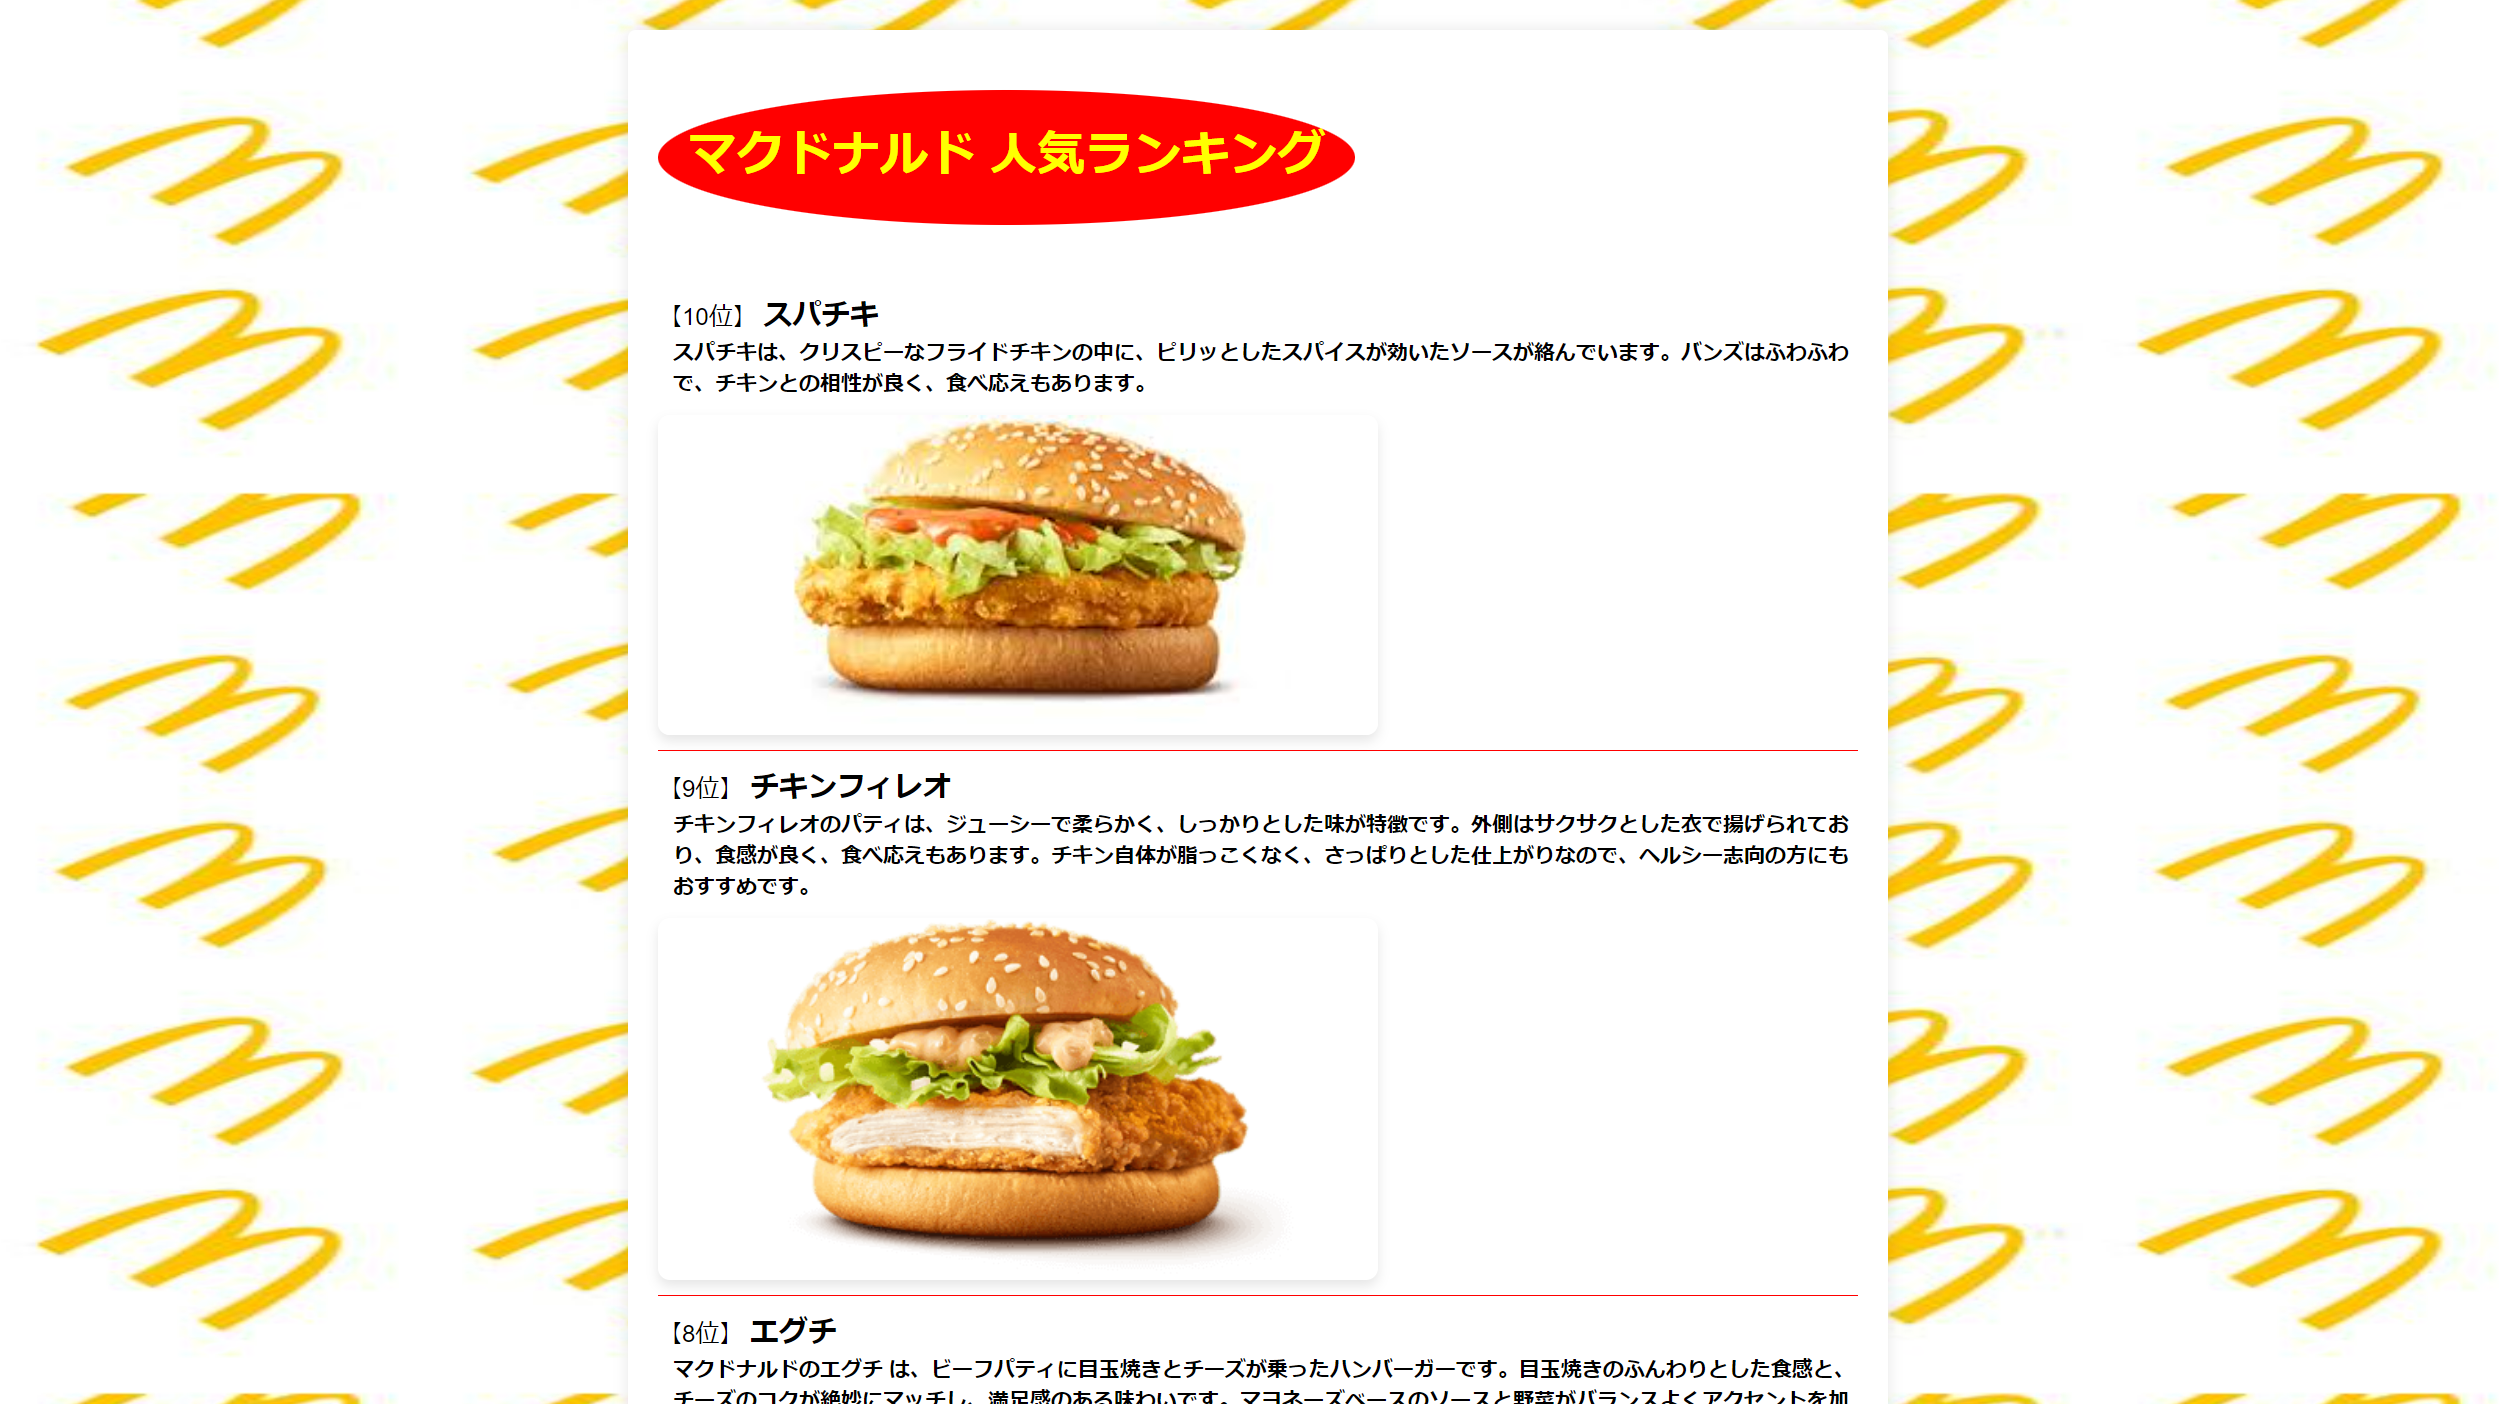 マクドナルド 人気ランキング
【10位】 スパチキ
スパチキは、クリスピーなフライドチキンの中に、ピリッとしたスパイスが効いたソースが絡んでいます。バンズはふわふわ
で、チキンとの相性が良く、食べ応えもあります。
【9位】 チキンフィレオ
チキンフィレオのパティは、ジューシーで柔らかく、しっかりとした味が特徴です。外側はサクサクとした衣で揚げられてお
り、食感が良く、食べ応えもあります。チキン自体が脂っこくなく、さっぱりとした仕上がりなので、ヘルシー志向の方にも
おすすめです。
【8位】 エグチ
マクドナルドのエグチ は、ビーフパティに目玉焼きとチーズが乗ったハンバーガーです。目玉焼きのふんわりとした食感と、
チーズのコクが絶妙にマッチし、満足感のある味わいです。マヨネーズベースのソースと野菜がバランスよくアクセントを加